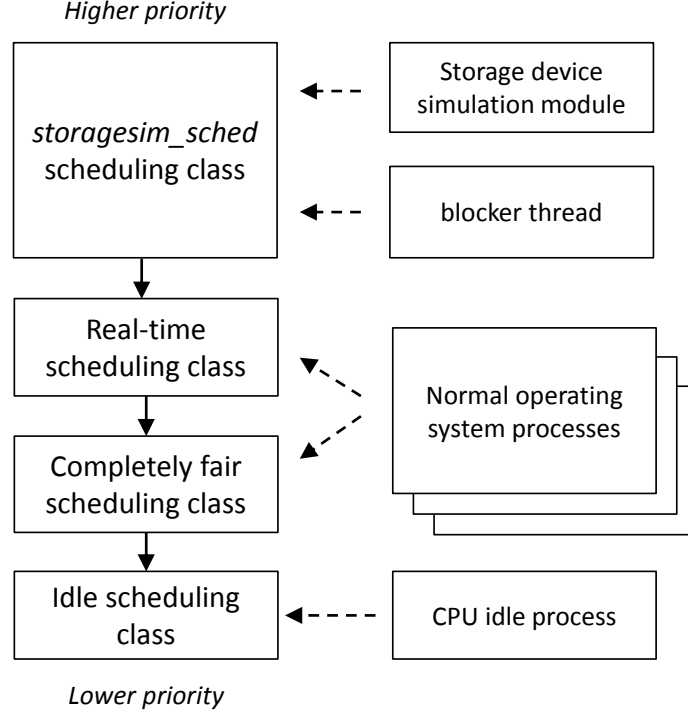 Higher priority
storagesim_sched
scheduling class
Storage device
simulation module
blocker thread
Real-time
scheduling class
Normal operating
system processes
Completely fair
scheduling class
Idle scheduling
class
CPU idle process
Lower priority